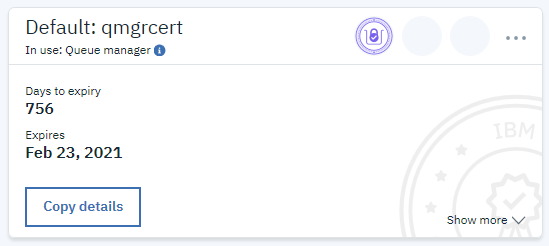 Default: qmgrcert
In use: Queue manager
Days to expiry
756
Expires
Feb 23, 2021
IBM
Copy details
Show more